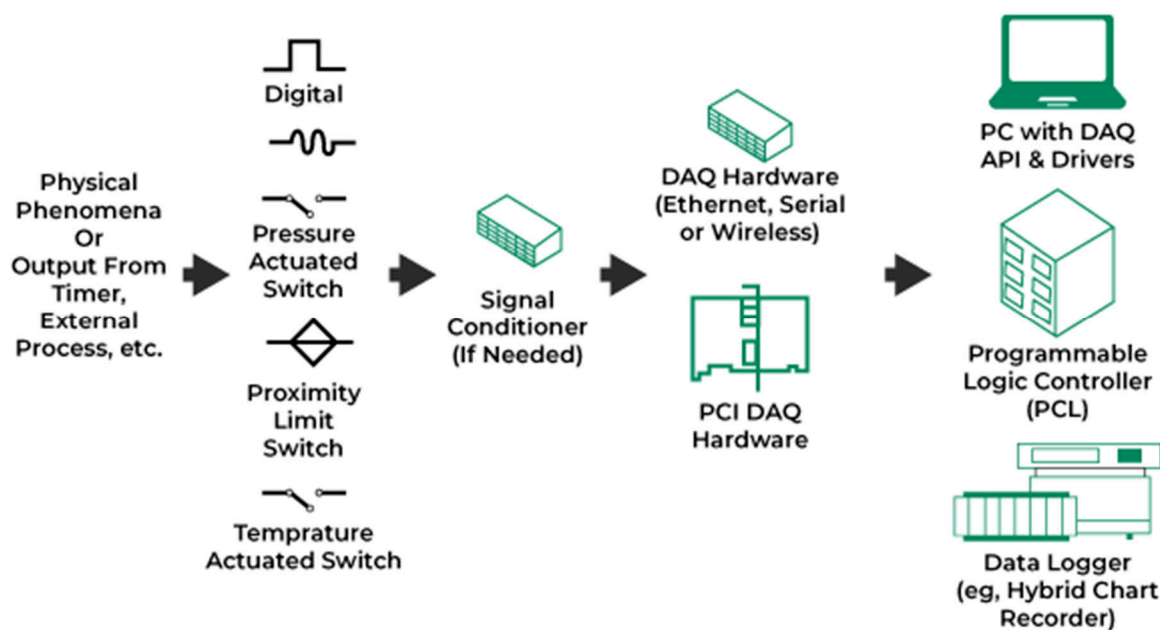 Physical
Phenomena
Or
Output From
Timer,
External
Process, etc.
Digital
Pressure
Actuated
Switch
Proximity
Limit
Switch
Temprature
Actuated Switch
Signal
Conditioner
(If Needed)
DAQ Hardware
(Ethernet, Serial
or Wireless)
PCI DAQ
Hardware
PC with DAQ
API & Drivers
Programmable
Logic Controller
(PCL)
Data Logger
(eg, Hybrid Chart
Recorder)